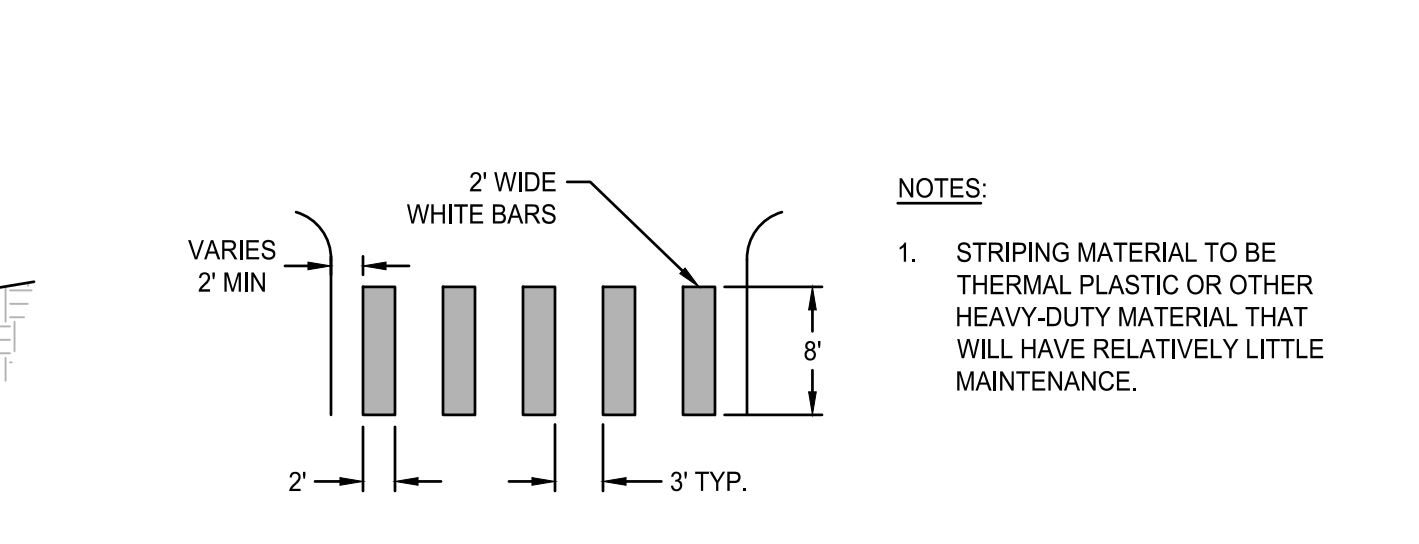 2' WIDE
WHITE BARS
VARIES
2' MIN
8'
2'
3' TYP.
NOTES:
1. STRIPING MATERIAL TO BE
THERMAL PLASTIC OR OTHER
HEAVY-DUTY MATERIAL THAT
WILL HAVE RELATIVELY LITTLE
MAINTENANCE.